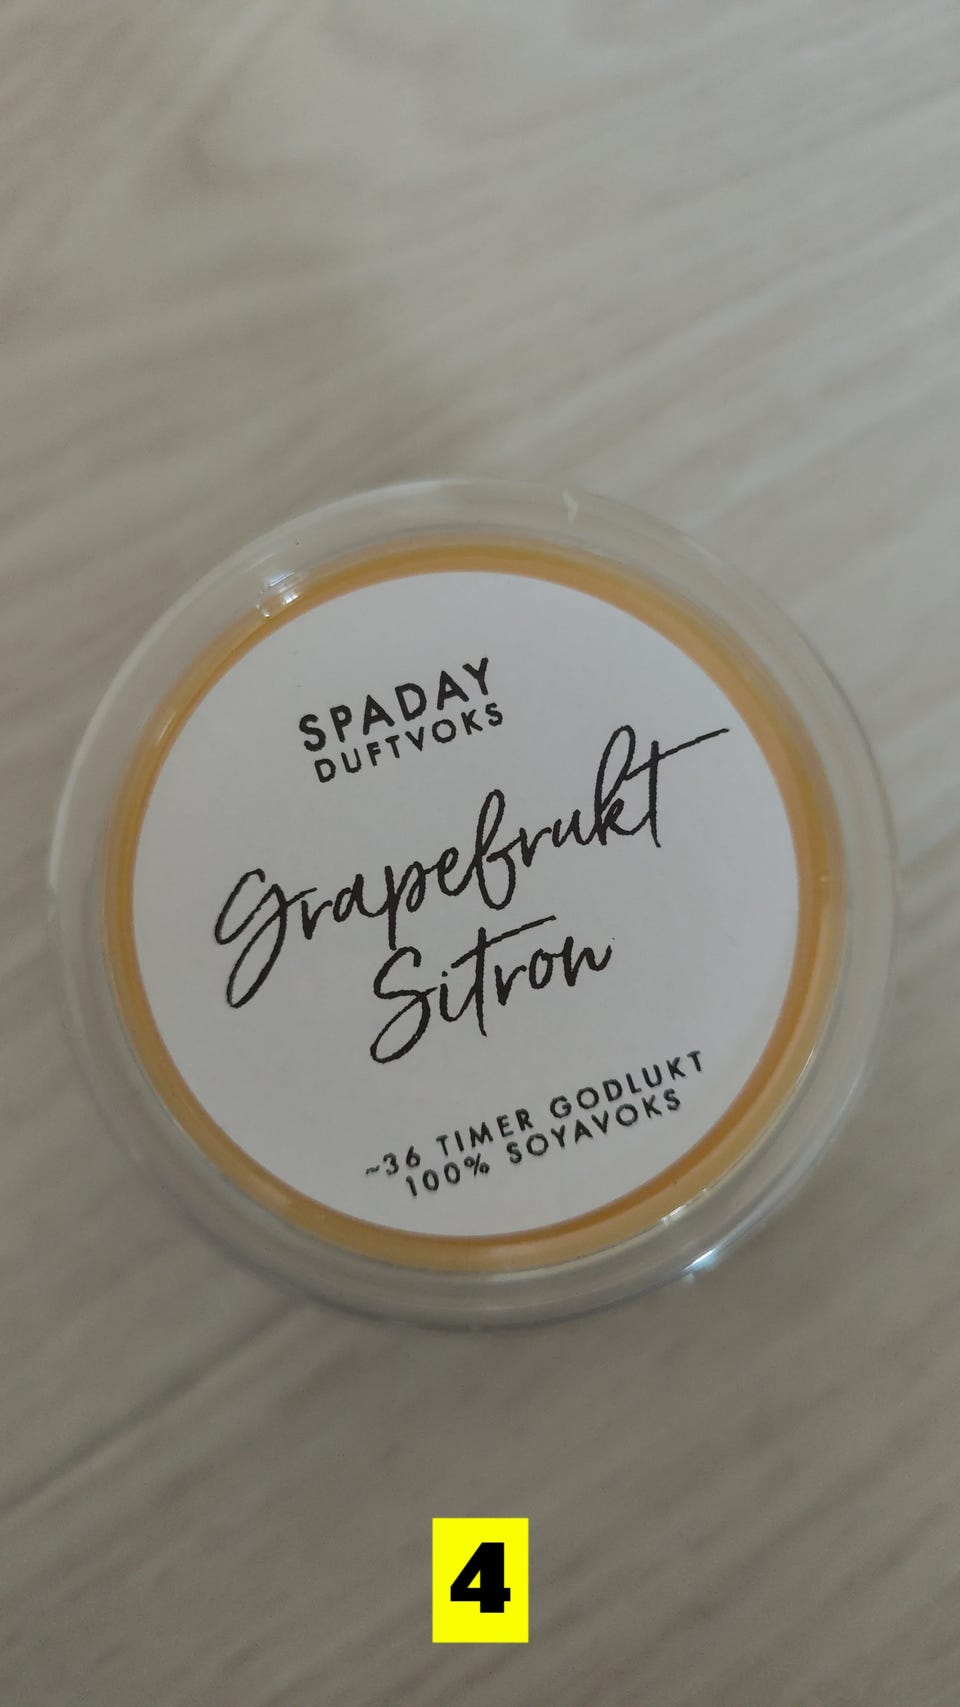 SPADAY
DUFTVOKS
Grapefrukt
Sitron
~36 TIMER GODLUKT
100% SOYAVOKS
4